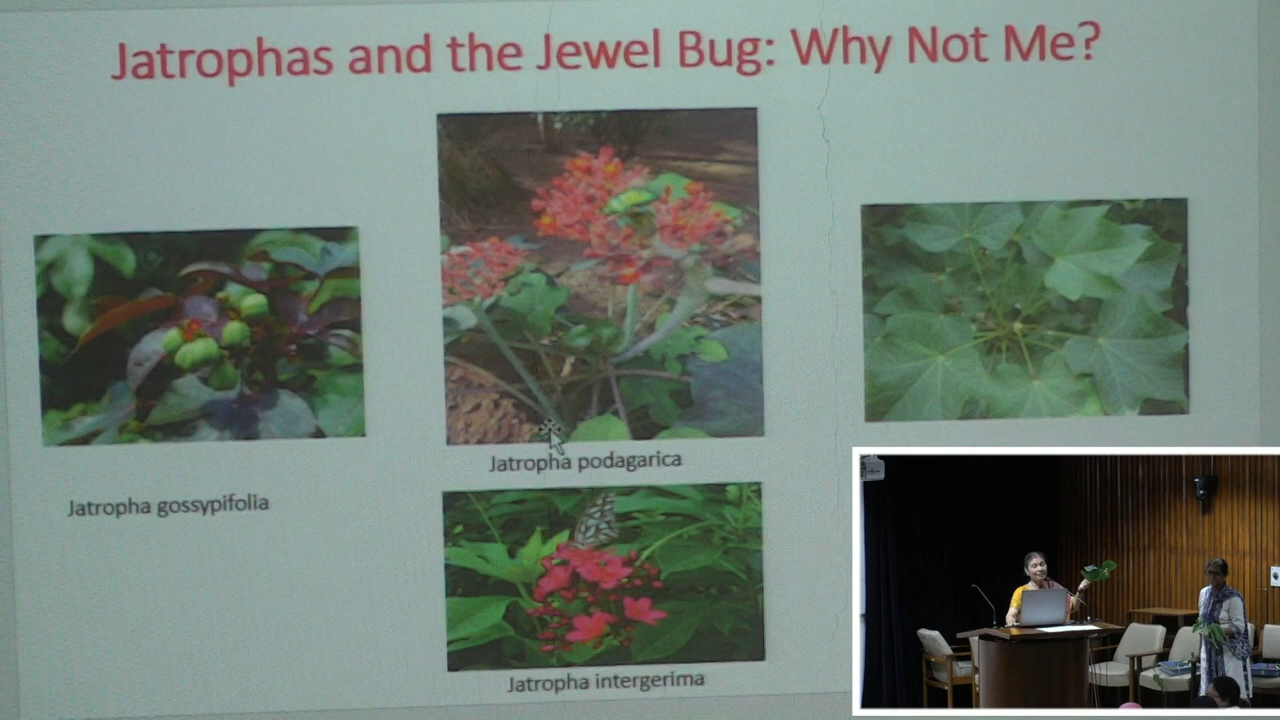 Jatrophas and the Jewel Bug: Why Not Me?
Jatropha podagarica
Jatropha gossypifolia
Jatropha intergerima